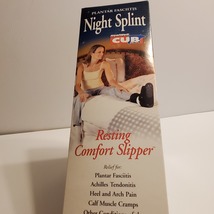 PLANTAR FASCIITIS
Night Splint
CUB
Resting
Comfort Slipper™
Relief for:
Plantar Fasciitis
Achilles Tendonitis
Heel and Arch Pain
Calf Muscle Cramps